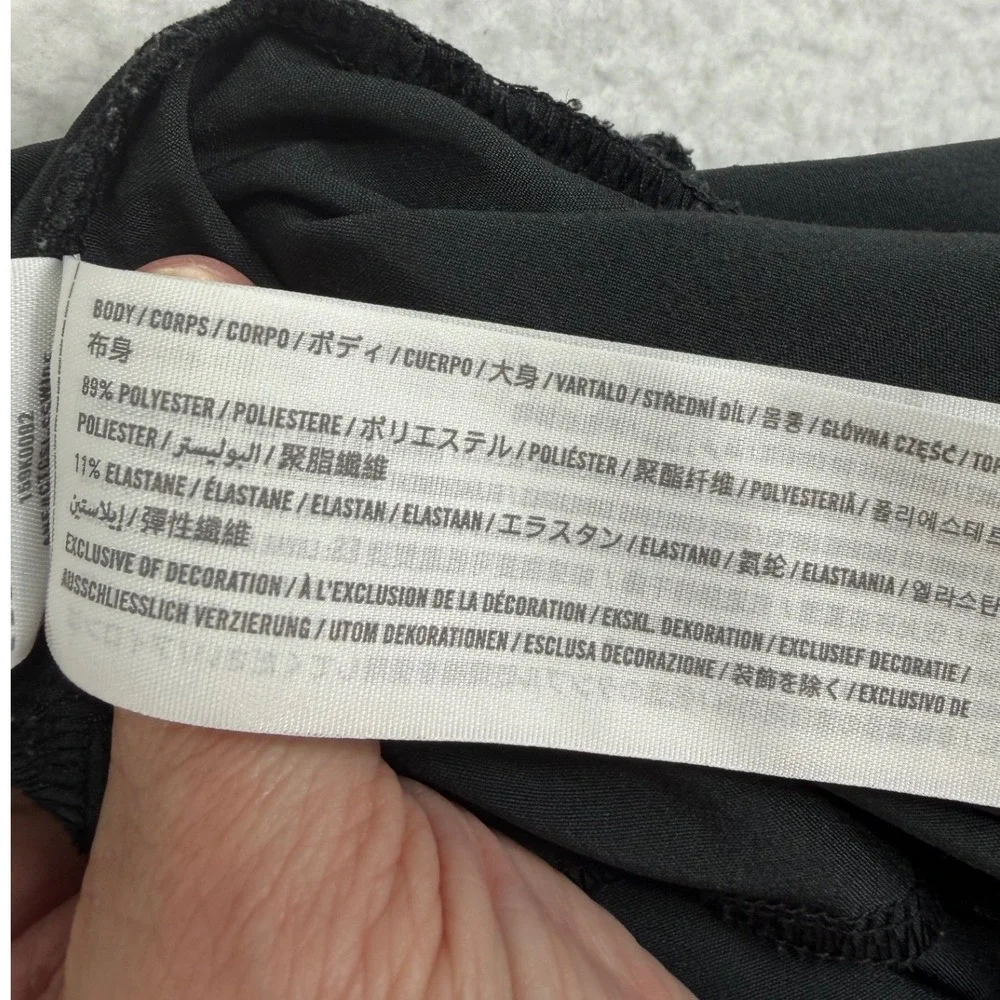 BODY / CORPS / CORPO / ボディ / CUERPO / 大身 / VARTALO / STŘEDNÍ DÍL / 몸통 / GŁÓWNA CZĘŚĆ /
布身
89% POLYESTER / POLIESTERE / ポリエステル / POLIÉSTER / 聚酯纤维 / POLYESTERIÄ / 폴리에스테르
POLIESTER / البوليستر / 聚脂纖維
11% ELASTANE / ÉLASTANE / ELASTAN / ELASTAAN / エラスタン / ELASTANO / 氨纶 / ELASTAANIA / 엘라스탄
إيلاستين / 彈性纖維
EXCLUSIVE OF DECORATION / À L'EXCLUSION DE LA DÉCORATION / EKSKL. DEKORATION / EXCLUSIEF DECORATIE /
AUSSCHLIESSLICH VERZIERUNG / UTOM DEKORATIONEN / ESCLUSA DECORAZIONE / 装飾を除く / EXCLUSIVO DE